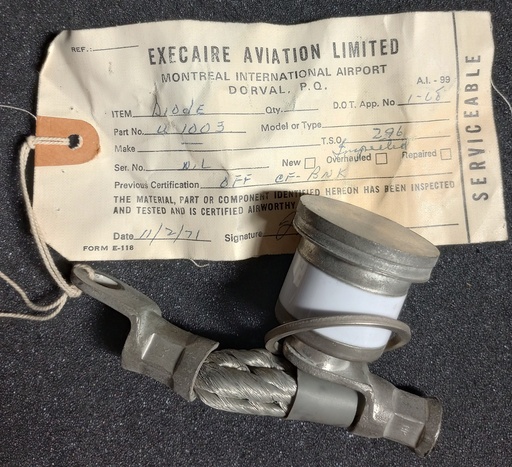 REF.:
EXECAIRE AVIATION LIMITED
MONTREAL INTERNATIONAL AIRPORT
DORVAL, P.Q.
A.I. - 99
ITEM DIODE Qty. D.O.T. App. No. 1-68
Part No. W 1003 Model or Type
Make — T.S.O. 296
Inspected
Ser. No. N.L New Overhauled Repaired
Previous Certification OFF CF-BNK
THE MATERIAL, PART OR COMPONENT IDENTIFIED HEREON HAS BEEN INSPECTED
AND TESTED AND IS CERTIFIED AIRWORTHY
Date 11/2/71 Signature
FORM E-116
SERVICEABLE